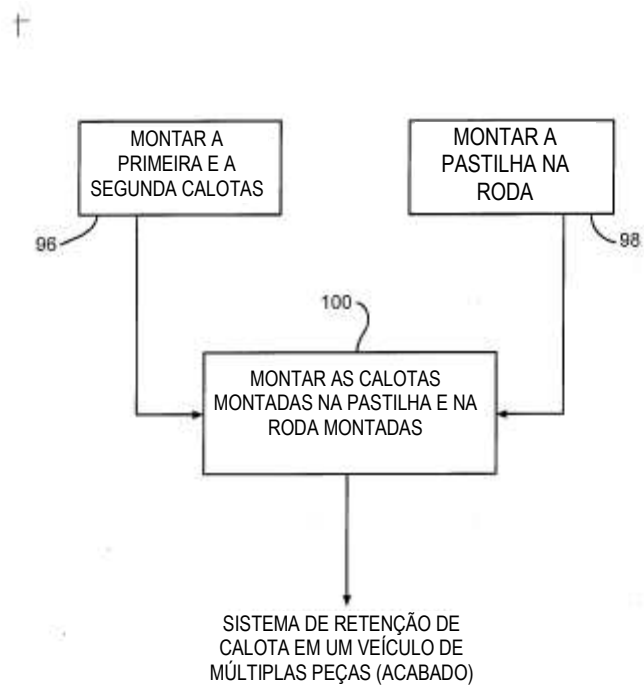 MONTAR A
PRIMEIRA E A
SEGUNDA CALOTAS
MONTAR A
PASTILHA NA
RODA
96
98
100
MONTAR AS CALOTAS
MONTADAS NA PASTILHA E NA
RODA MONTADAS
SISTEMA DE RETENÇÃO DE
CALOTA EM UM VEÍCULO DE
MÚLTIPLAS PEÇAS (ACABADO)